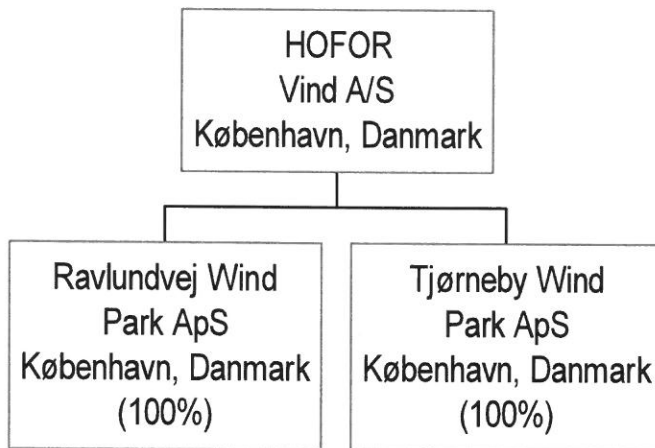 HOFOR
Vind A/S
København, Danmark
Ravlundvej Wind
Park ApS
København, Danmark
(100%)
Tjørneby Wind
Park ApS
København, Danmark
(100%)